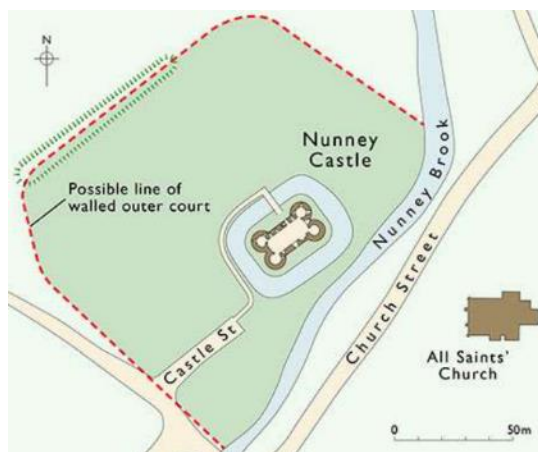 N
Nunney
Castle
Possible line of
walled outer court
Nunney Brook
Church Street
Castle St
All Saints'
Church
0 50m